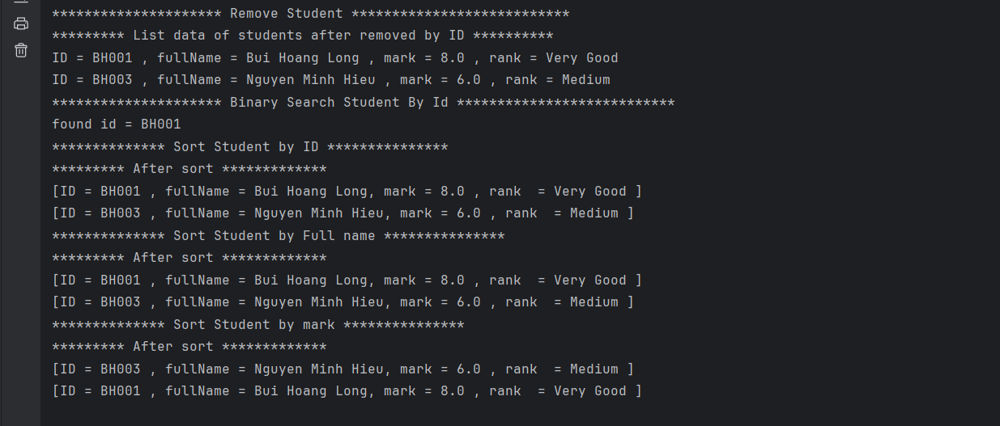 ********************* Remove Student ***************************
********* List data of students after removed by ID **********
ID = BH001 , fullName = Bui Hoang Long , mark = 8.0 , rank = Very Good
ID = BH003 , fullName = Nguyen Minh Hieu , mark = 6.0 , rank = Medium
********************* Binary Search Student By Id ***************************
found id = BH001
************** Sort Student by ID ***************
********* After sort *************
[ID = BH001 , fullName = Bui Hoang Long, mark = 8.0 , rank  = Very Good ]
[ID = BH003 , fullName = Nguyen Minh Hieu, mark = 6.0 , rank  = Medium ]
************** Sort Student by Full name ***************
********* After sort *************
[ID = BH001 , fullName = Bui Hoang Long, mark = 8.0 , rank  = Very Good ]
[ID = BH003 , fullName = Nguyen Minh Hieu, mark = 6.0 , rank  = Medium ]
************** Sort Student by mark ***************
********* After sort *************
[ID = BH003 , fullName = Nguyen Minh Hieu, mark = 6.0 , rank  = Medium ]
[ID = BH001 , fullName = Bui Hoang Long, mark = 8.0 , rank  = Very Good ]